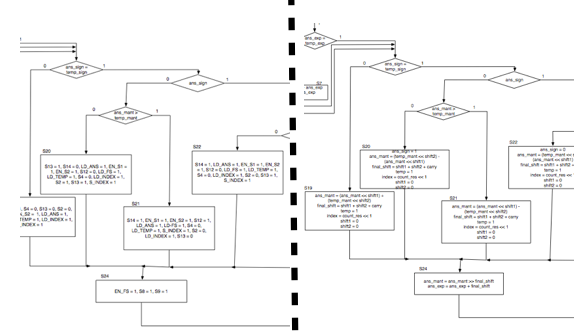 ans_sign =
temp_sign
0
1
ans_sign
0
1
ans_mant >
temp_mant
0
1
S20
S13 = 1, S14 = 0, LD_ANS = 1, EN_S1 =
1, EN_S2 = 1, S12 = 0, LD_FS = 1,
LD_TEMP = 1, S4 = 0, LD_INDEX = 1,
S2 = 1, S13 = 1, S_INDEX = 1
S22
S14 = 1, LD_ANS = 1, EN_S1 = 1, EN_S2
= 1, S12 = 0, LD_FS = 1, LD_TEMP = 1,
S4 = 0, LD_INDEX = 1, S2 = 0, S13 = 1,
S_INDEX = 1
S21
S14 = 1, EN_S1 = 1, EN_S2 = 1, S12 = 1,
LD_ANS = 1, LD_FS = 1, S4 = 0,
LD_TEMP = 1, S_INDEX = 1, S2 = 0,
LD_INDEX = 1, S13 = 0
S4 = 0, LD_INDEX = 1,
S2 = 1, LD_ANS = 1,
LD_INDEX = 1
S24
EN_FS = 1, S8 = 1, S9 = 1
ans_exp =
temp_exp
0
1
ans_sign =
temp_sign
0
1
ans_sign
0
1
ans_mant >
temp_mant
0
1
S20
ans_sign = 1
ans_mant = (temp_mant << shift2) -
(ans_mant << shift1)
final_shift = shift1 + shift2 + carry
temp = 1
index = count_res << 1
shift1 = 0
shift2 = 0
S22
ans_sign = 0
ans_mant = (temp_mant <<
(ans_mant << shift1)
final_shift = shift1 + shift2
temp = 1
index = count_res <<
shift1 = 0
shift2 = 0
S19
ans_mant = (ans_mant << shift1) +
(temp_mant << shift2)
final_shift = shift1 + shift2 + carry
temp = 1
index = count_res << 1
shift1 = 0
shift2 = 0
S21
ans_mant = (ans_mant << shift1) -
(temp_mant << shift2)
final_shift = shift1 + shift2 + carry
temp = 1
index = count_res << 1
shift1 = 0
shift2 = 0
S24
ans_mant = ans_mant >> final_shift
ans_exp = ans_exp + final_shift